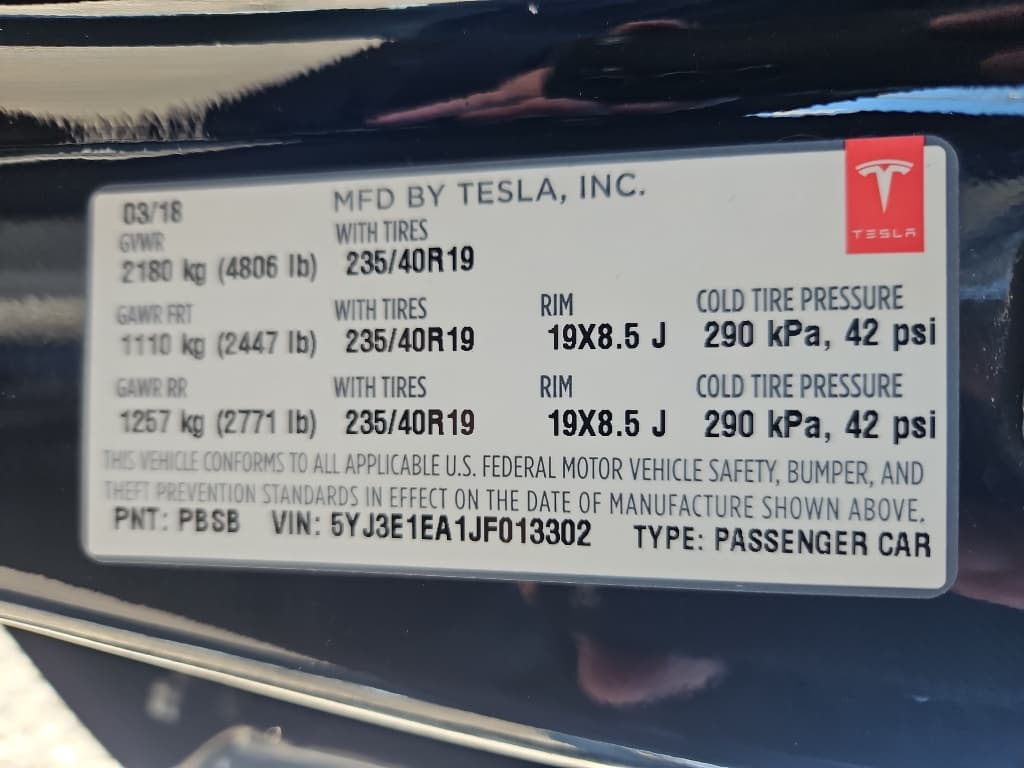 03/18 MFD BY TESLA, INC.
TESLA
GVWR WITH TIRES
2180 kg (4806 lb) 235/40R19
GAWR FRT WITH TIRES RIM COLD TIRE PRESSURE
1110 kg (2447 lb) 235/40R19 19X8.5 J 290 kPa, 42 psi
GAWR RR WITH TIRES RIM COLD TIRE PRESSURE
1257 kg (2771 lb) 235/40R19 19X8.5 J 290 kPa, 42 psi
THIS VEHICLE CONFORMS TO ALL APPLICABLE U.S. FEDERAL MOTOR VEHICLE SAFETY, BUMPER, AND
THEFT PREVENTION STANDARDS IN EFFECT ON THE DATE OF MANUFACTURE SHOWN ABOVE.
PNT: PBSB VIN: 5YJ3E1EA1JF013302 TYPE: PASSENGER CAR